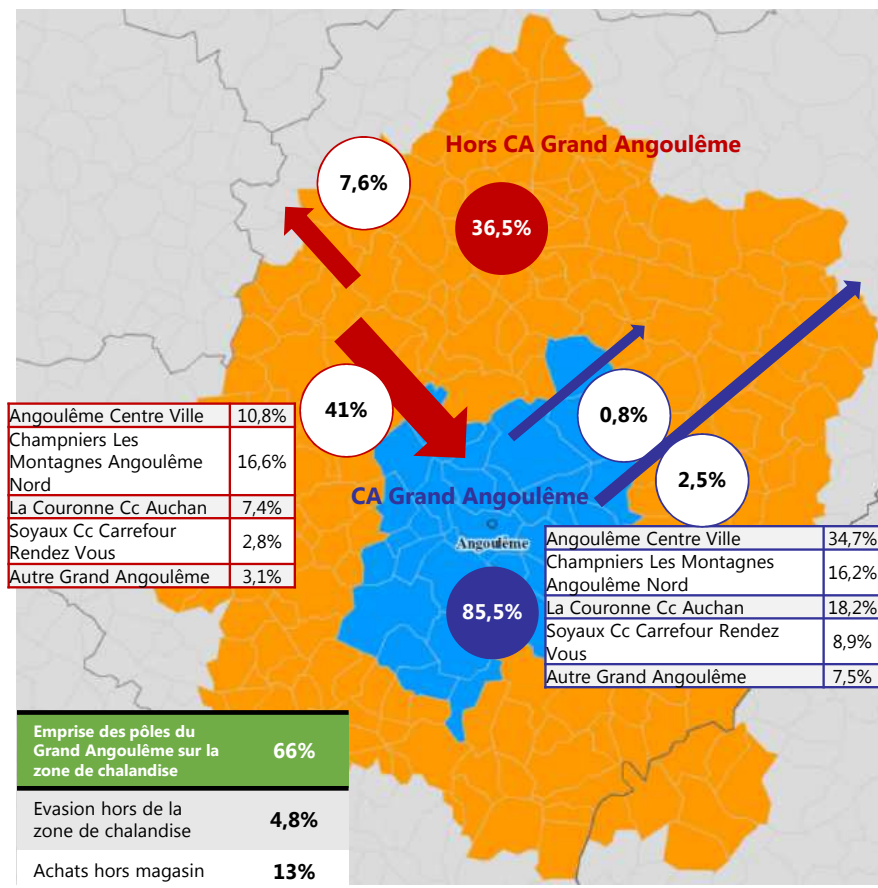 Hors CA Grand Angoulême
7,6%
36,5%
41%
0,8%
2,5%
CA Grand Angoulême
Angoulême
85,5%
Angoulême Centre Ville 10,8%
Champniers Les
Montagnes Angoulême 16,6%
Nord
La Couronne Cc Auchan 7,4%
Soyaux Cc Carrefour 2,8%
Rendez Vous
Autre Grand Angoulême 3,1%
Angoulême Centre Ville 34,7%
Champniers Les Montagnes 16,2%
Angoulême Nord
La Couronne Cc Auchan 18,2%
Soyaux Cc Carrefour Rendez 8,9%
Vous
Autre Grand Angoulême 7,5%
Emprise des pôles du
Grand Angoulême sur la 66%
zone de chalandise
Evasion hors de la 4,8%
zone de chalandise
Achats hors magasin 13%